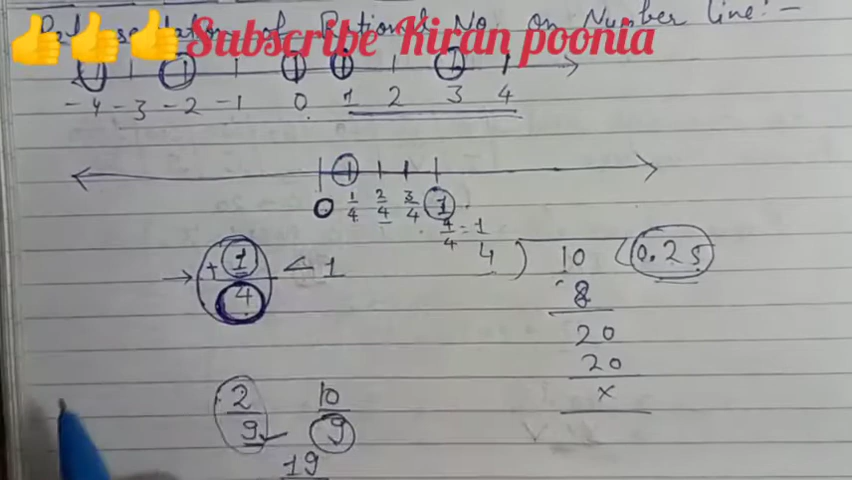 of Rational No. on Number line:-
👍👍👍Subscribe Kiran poonia
-4 -3 -2 -1 0 1 2 3 4
0 1/4 2/4 3/4 1
4/4 = 1
→ +1/4 < 1
4 ) 10 ( 0.25
8
20
20
x
2/9 10/9
19